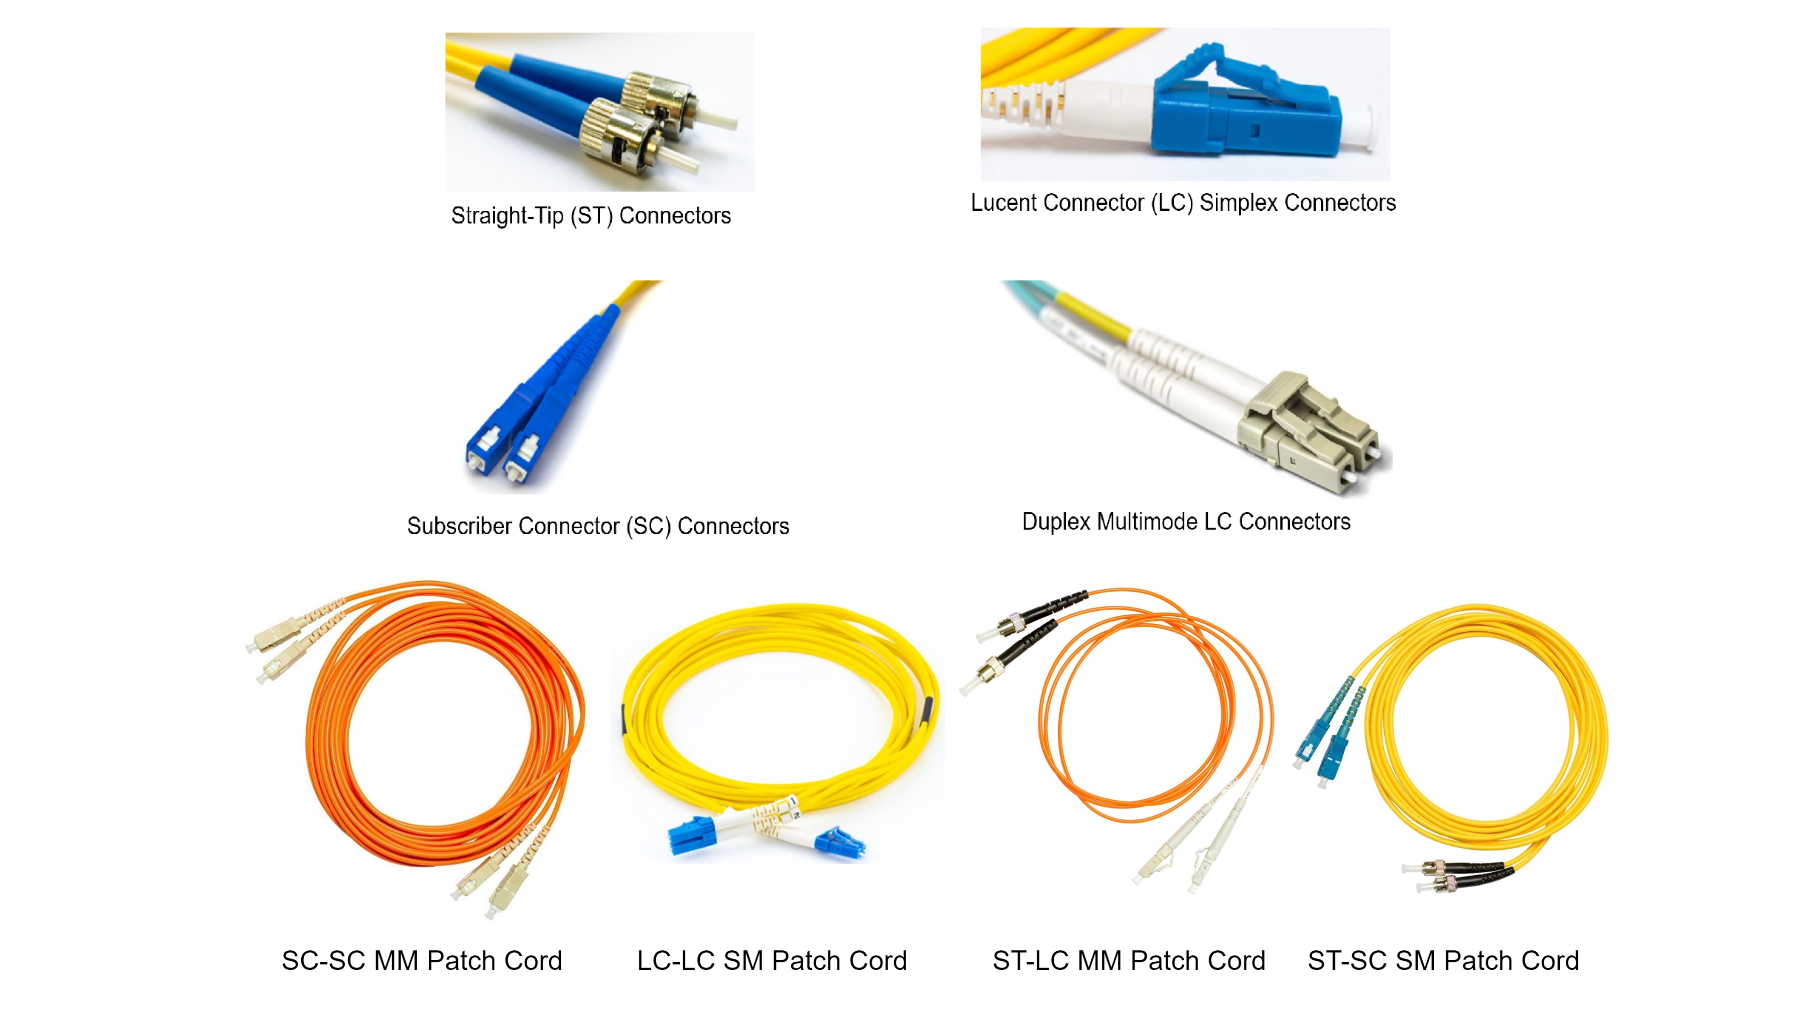 Straight-Tip (ST) Connectors
Lucent Connector (LC) Simplex Connectors
Subscriber Connector (SC) Connectors
Duplex Multimode LC Connectors
SC-SC MM Patch Cord
LC-LC SM Patch Cord
ST-LC MM Patch Cord
ST-SC SM Patch Cord